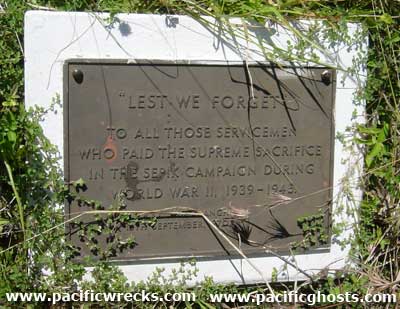 "LEST WE FORGET"
TO ALL THOSE SERVICEMEN
WHO PAID THE SUPREME SACRIFICE
IN THE SEPIK CAMPAIGN DURING
WORLD WAR II, 1939-1945.
SEPTEMBER
www.pacificwrecks.com www.pacificghosts.com